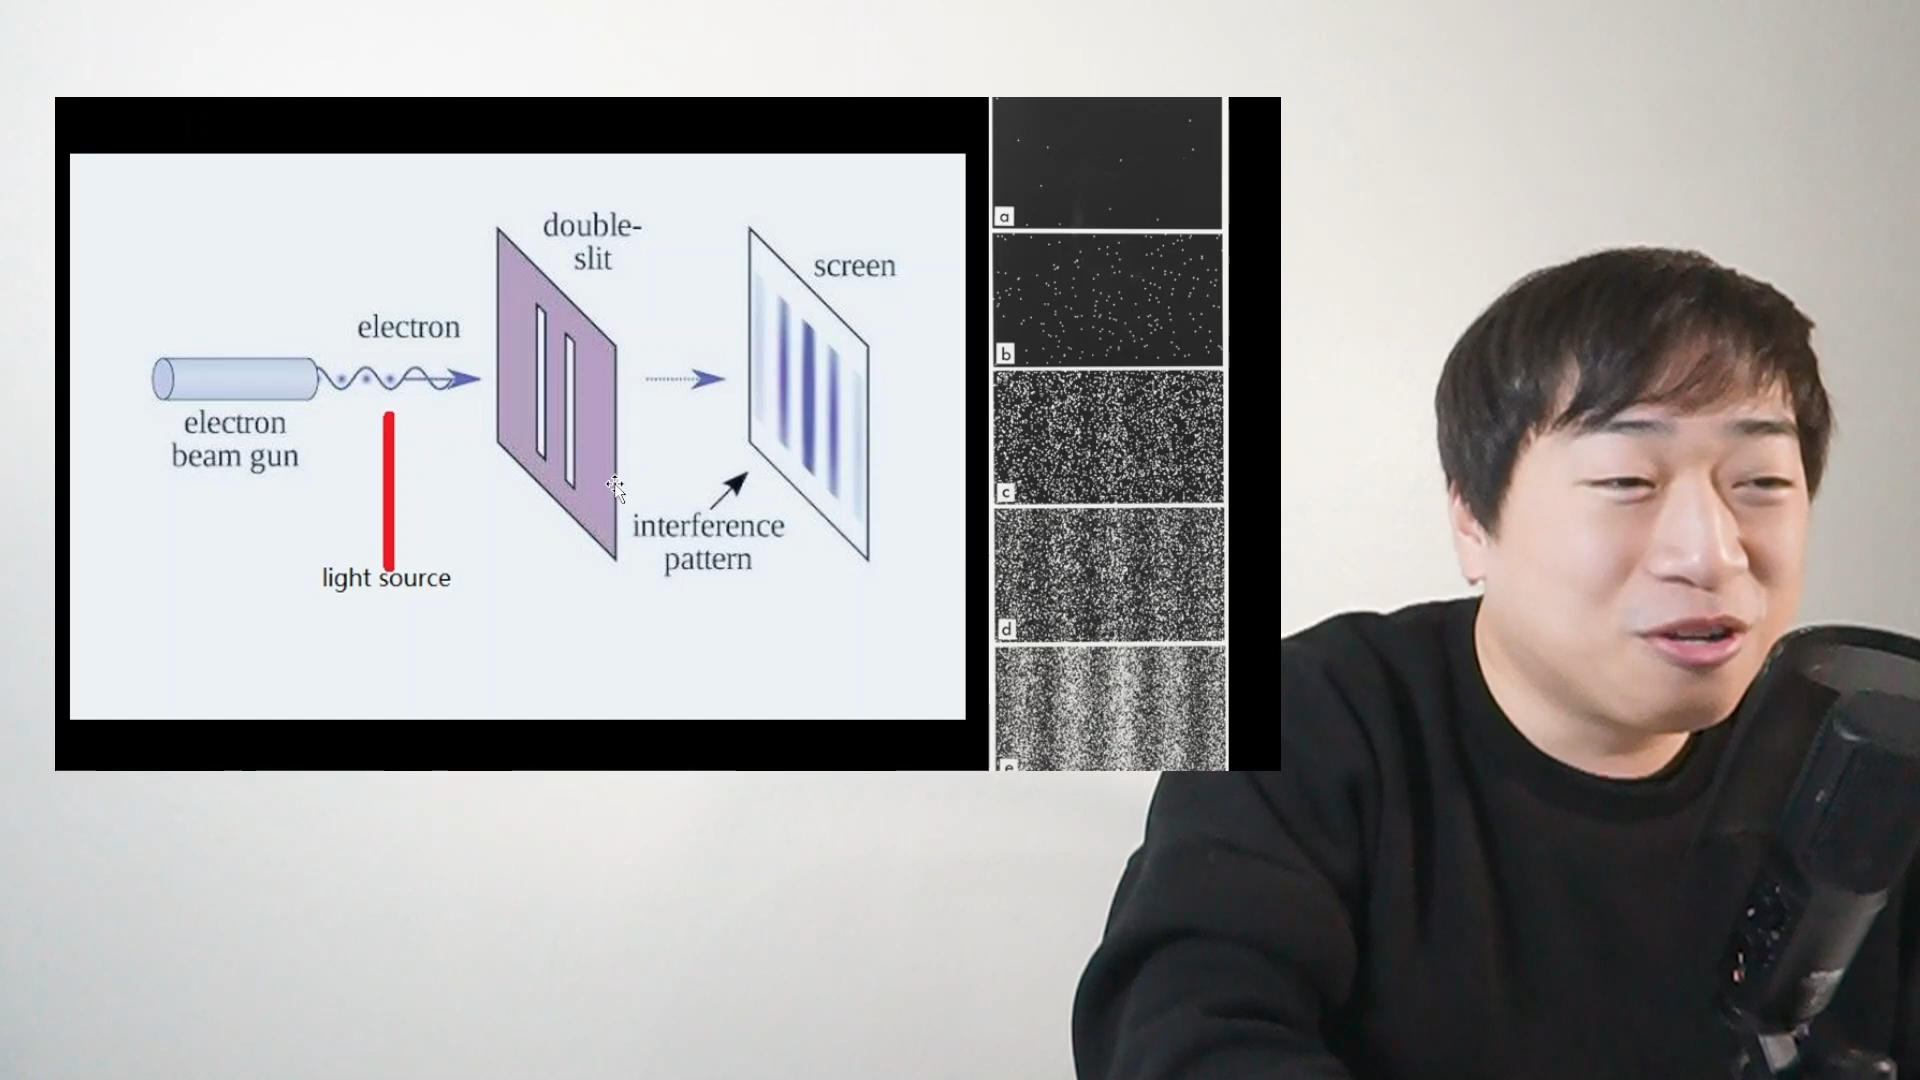 double-
slit
screen
electron
electron
beam gun
interference
pattern
light source
a
b
c
d
e